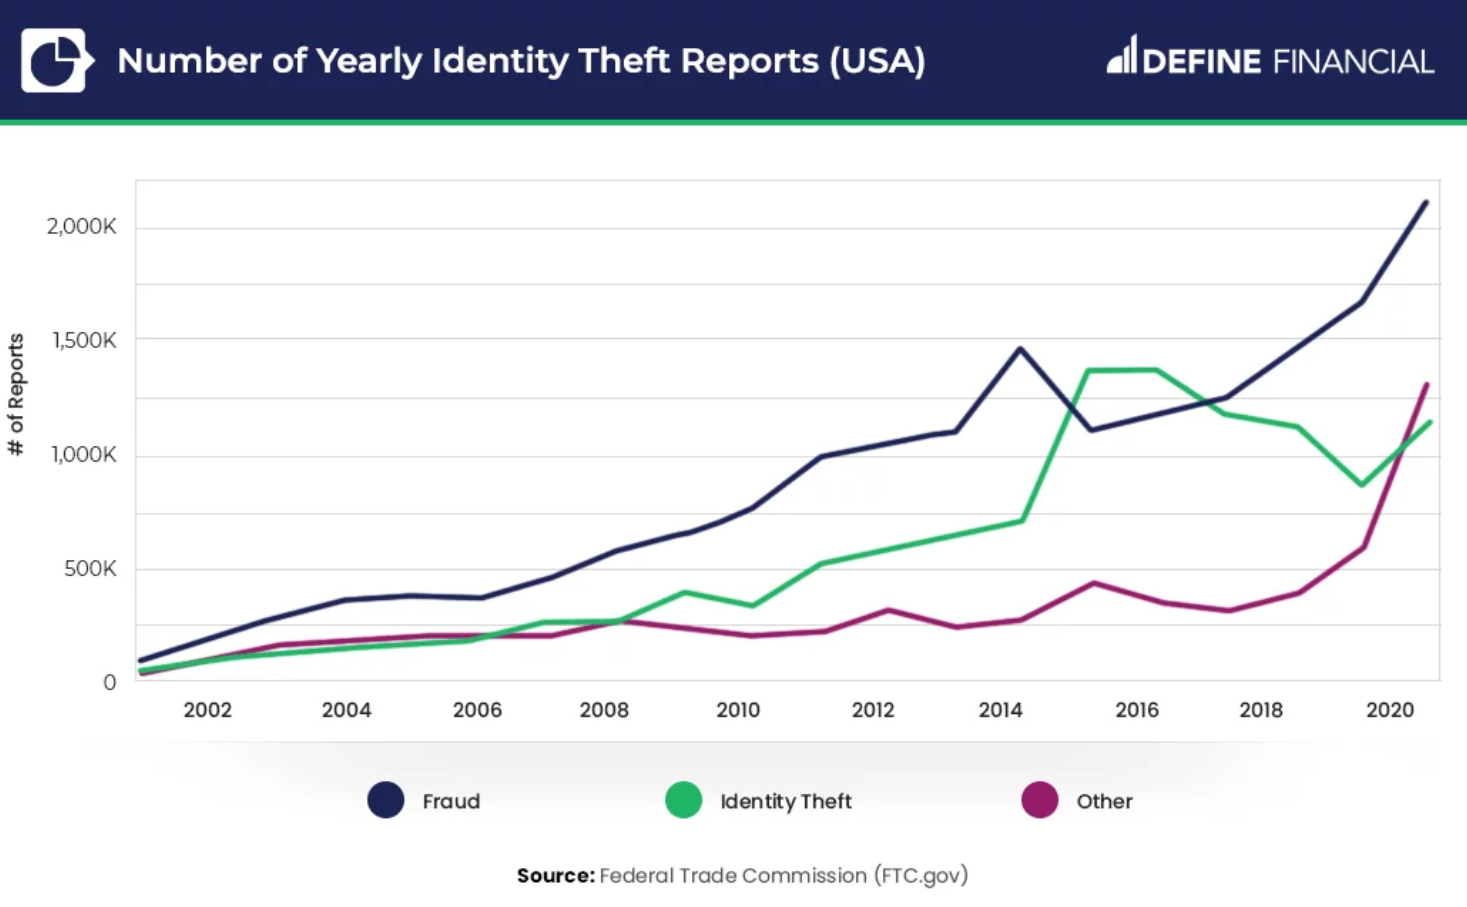 Number of Yearly Identity Theft Reports (USA)
DEFINE FINANCIAL
# of Reports
2,000K
1,500K
1,000K
500K
0
2002 2004 2006 2008 2010 2012 2014 2016 2018 2020
Fraud Identity Theft Other
Source: Federal Trade Commission (FTC.gov)